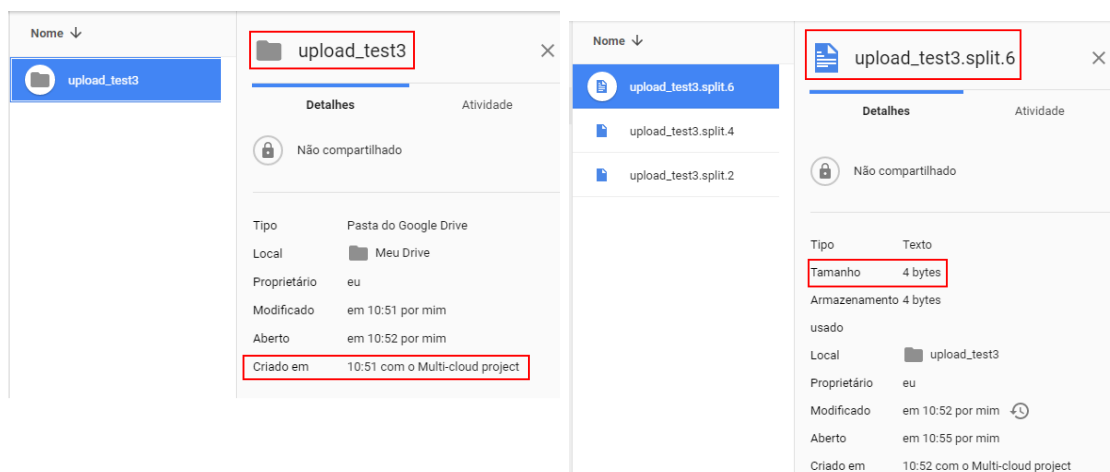 Nome ↓
upload_test3
upload_test3
Detalhes Atividade
Não compartilhado
Tipo Pasta do Google Drive
Local Meu Drive
Proprietário eu
Modificado em 10:51 por mim
Aberto em 10:52 por mim
Criado em 10:51 com o Multi-cloud project
Nome ↓
upload_test3.split.6
upload_test3.split.4
upload_test3.split.2
upload_test3.split.6
Detalhes Atividade
Não compartilhado
Tipo Texto
Tamanho 4 bytes
Armazenamento 4 bytes
usado
Local upload_test3
Proprietário eu
Modificado em 10:52 por mim
Aberto em 10:55 por mim
Criado em 10:52 com o Multi-cloud project